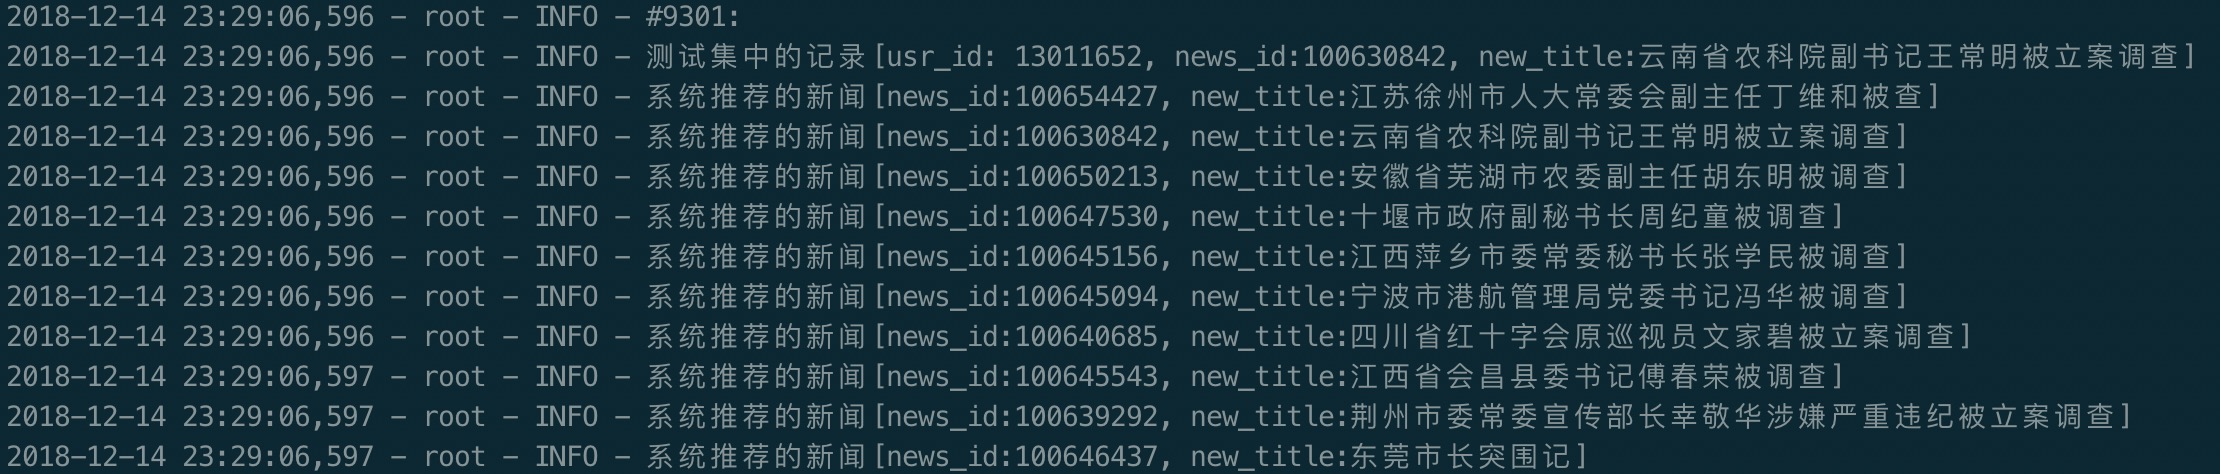 2018-12-14 23:29:06,596 - root - INFO - #9301:
2018-12-14 23:29:06,596 - root - INFO - 测试集中的记录[usr_id: 13011652, news_id:100630842, new_title:云南省农科院副书记王常明被立案调查]
2018-12-14 23:29:06,596 - root - INFO - 系统推荐的新闻[news_id:100654427, new_title:江苏徐州市人大常委会副主任丁维和被查]
2018-12-14 23:29:06,596 - root - INFO - 系统推荐的新闻[news_id:100630842, new_title:云南省农科院副书记王常明被立案调查]
2018-12-14 23:29:06,596 - root - INFO - 系统推荐的新闻[news_id:100650213, new_title:安徽省芜湖市农委副主任胡东明被调查]
2018-12-14 23:29:06,596 - root - INFO - 系统推荐的新闻[news_id:100647530, new_title:十堰市政府副秘书长周纪童被调查]
2018-12-14 23:29:06,596 - root - INFO - 系统推荐的新闻[news_id:100645156, new_title:江西萍乡市委常委秘书长张学民被调查]
2018-12-14 23:29:06,596 - root - INFO - 系统推荐的新闻[news_id:100645094, new_title:宁波市港航管理局党委书记冯华被调查]
2018-12-14 23:29:06,596 - root - INFO - 系统推荐的新闻[news_id:100640685, new_title:四川省红十字会原巡视员文家碧被立案调查]
2018-12-14 23:29:06,597 - root - INFO - 系统推荐的新闻[news_id:100645543, new_title:江西省会昌县委书记傅春荣被调查]
2018-12-14 23:29:06,597 - root - INFO - 系统推荐的新闻[news_id:100639292, new_title:荆州市委常委宣传部长幸敬华涉嫌严重违纪被立案调查]
2018-12-14 23:29:06,597 - root - INFO - 系统推荐的新闻[news_id:100646437, new_title:东莞市长突围记]